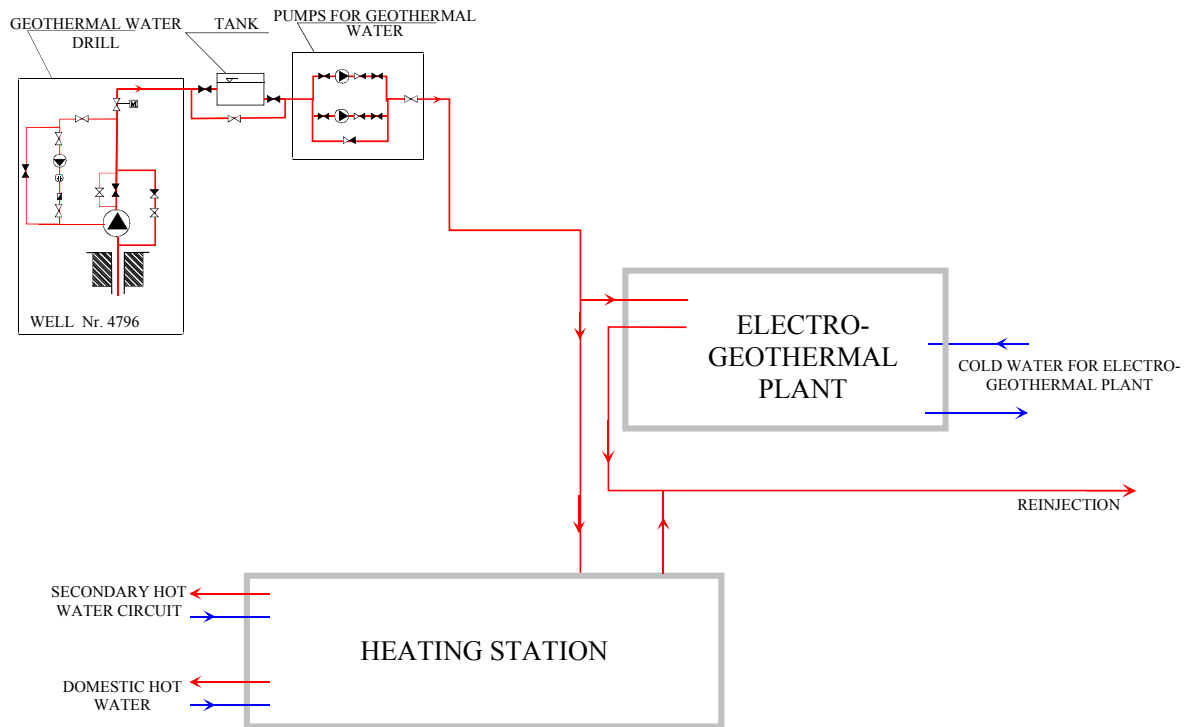 GEOTHERMAL WATER
DRILL
TANK
PUMPS FOR GEOTHERMAL
WATER
M
WELL Nr. 4796
ELECTRO-
GEOTHERMAL
PLANT
COLD WATER FOR ELECTRO-
GEOTHERMAL PLANT
REINJECTION
SECONDARY HOT
WATER CIRCUIT
HEATING STATION
DOMESTIC HOT
WATER